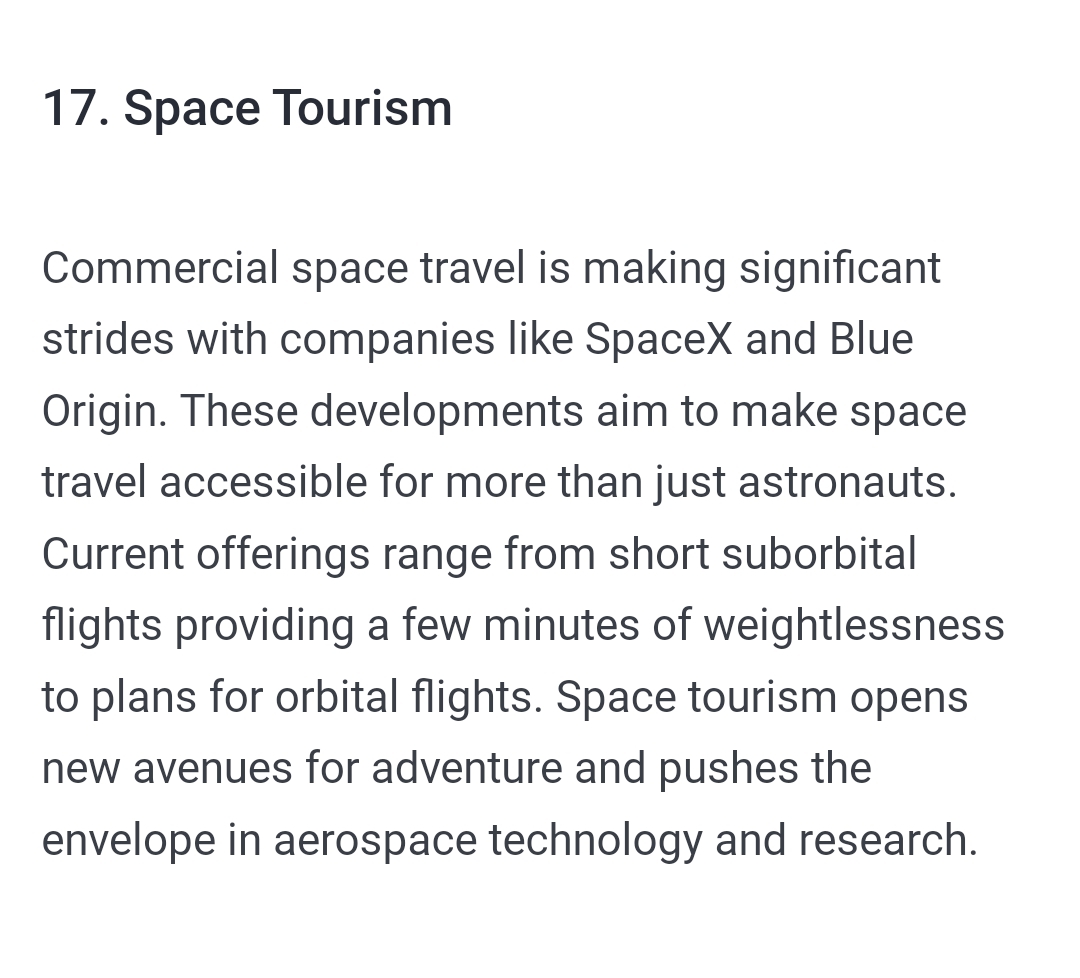 17. Space Tourism
Commercial space travel is making significant
strides with companies like SpaceX and Blue
Origin. These developments aim to make space
travel accessible for more than just astronauts.
Current offerings range from short suborbital
flights providing a few minutes of weightlessness
to plans for orbital flights. Space tourism opens
new avenues for adventure and pushes the
envelope in aerospace technology and research.